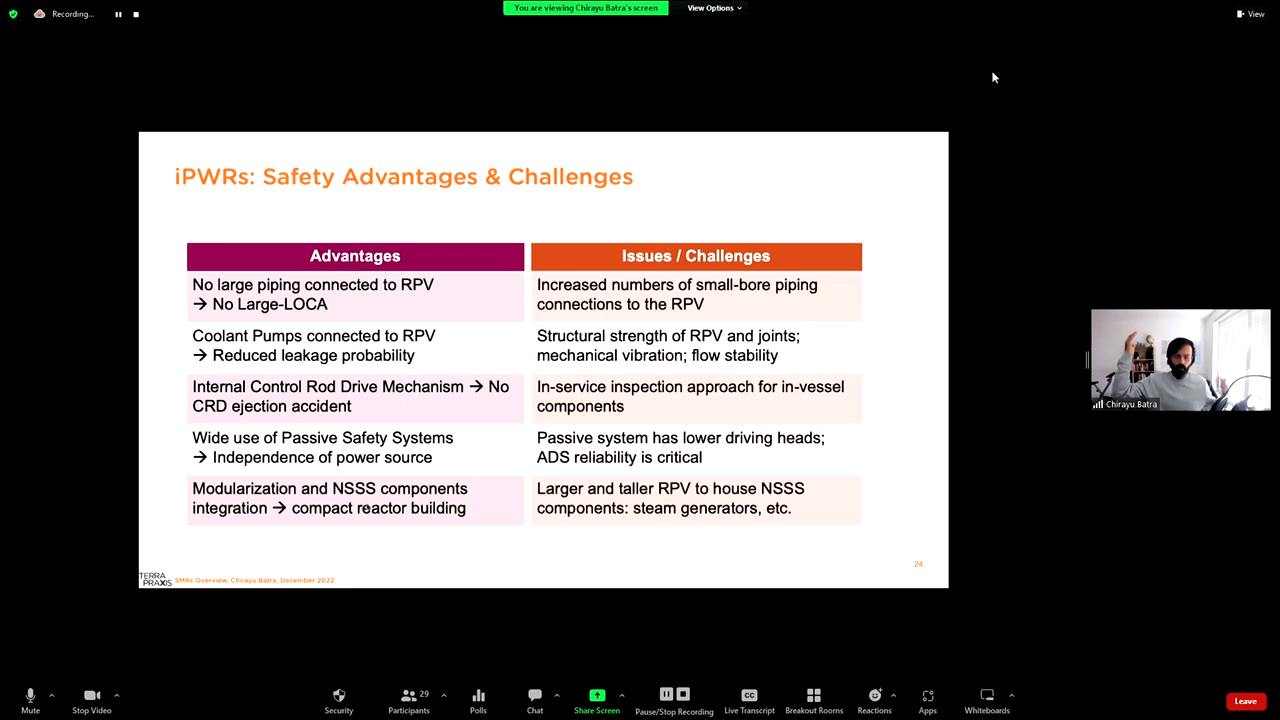 Recording...
You are viewing Chirayu Batra's screen
View Options
View
iPWRs: Safety Advantages & Challenges
Advantages
Issues / Challenges
No large piping connected to RPV
→ No Large-LOCA
Increased numbers of small-bore piping
connections to the RPV
Coolant Pumps connected to RPV
→ Reduced leakage probability
Structural strength of RPV and joints;
mechanical vibration; flow stability
Internal Control Rod Drive Mechanism → No
CRD ejection accident
In-service inspection approach for in-vessel
components
Wide use of Passive Safety Systems
→ Independence of power source
Passive system has lower driving heads;
ADS reliability is critical
Modularization and NSSS components
integration → compact reactor building
Larger and taller RPV to house NSSS
components: steam generators, etc.
24
TERRA
PRAXIS
SMRs Overview, Chirayu Batra, December 2022
Chirayu Batra
Mute
Stop Video
Security
29
Participants
Polls
Chat
Share Screen
Pause/Stop Recording
CC
Live Transcript
Breakout Rooms
Reactions
Apps
Whiteboards
Leave